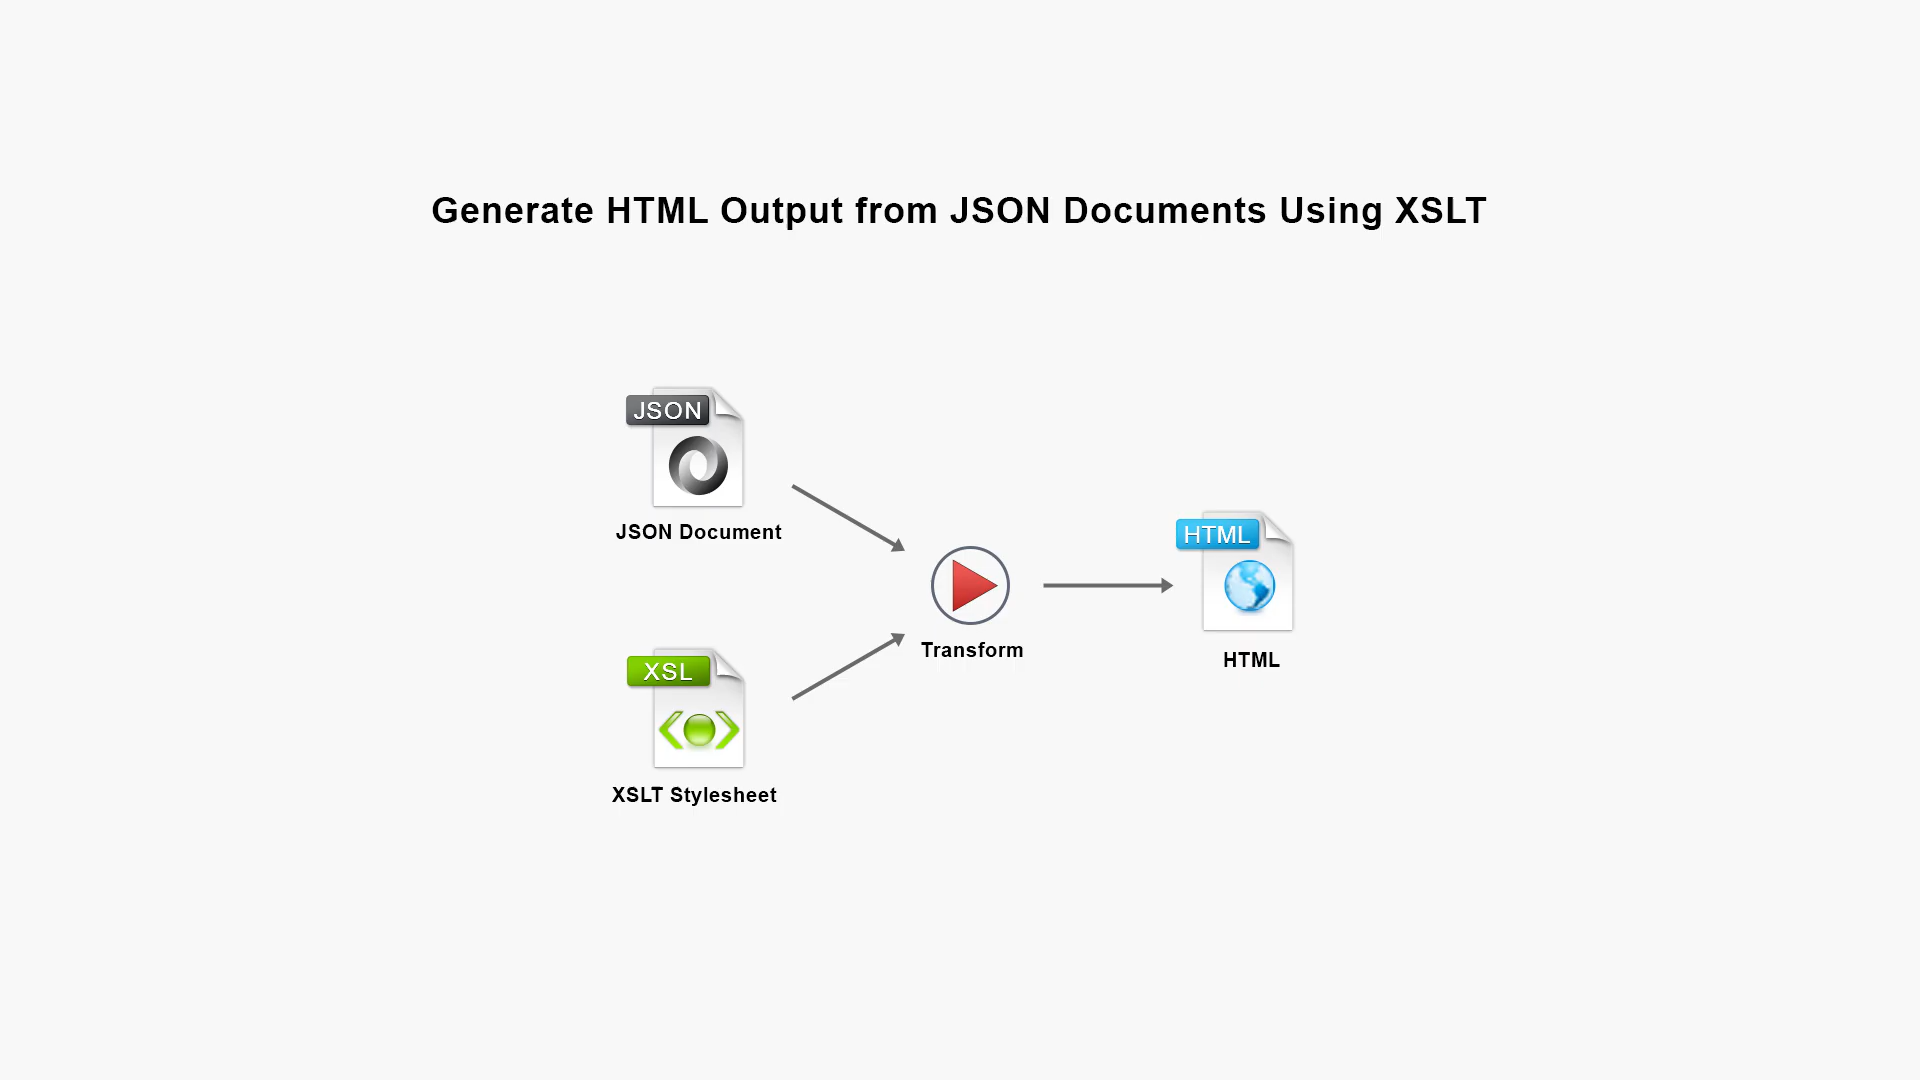 Generate HTML Output from JSON Documents Using XSLT
JSON
JSON Document
XSL
XSLT Stylesheet
Transform
HTML
HTML